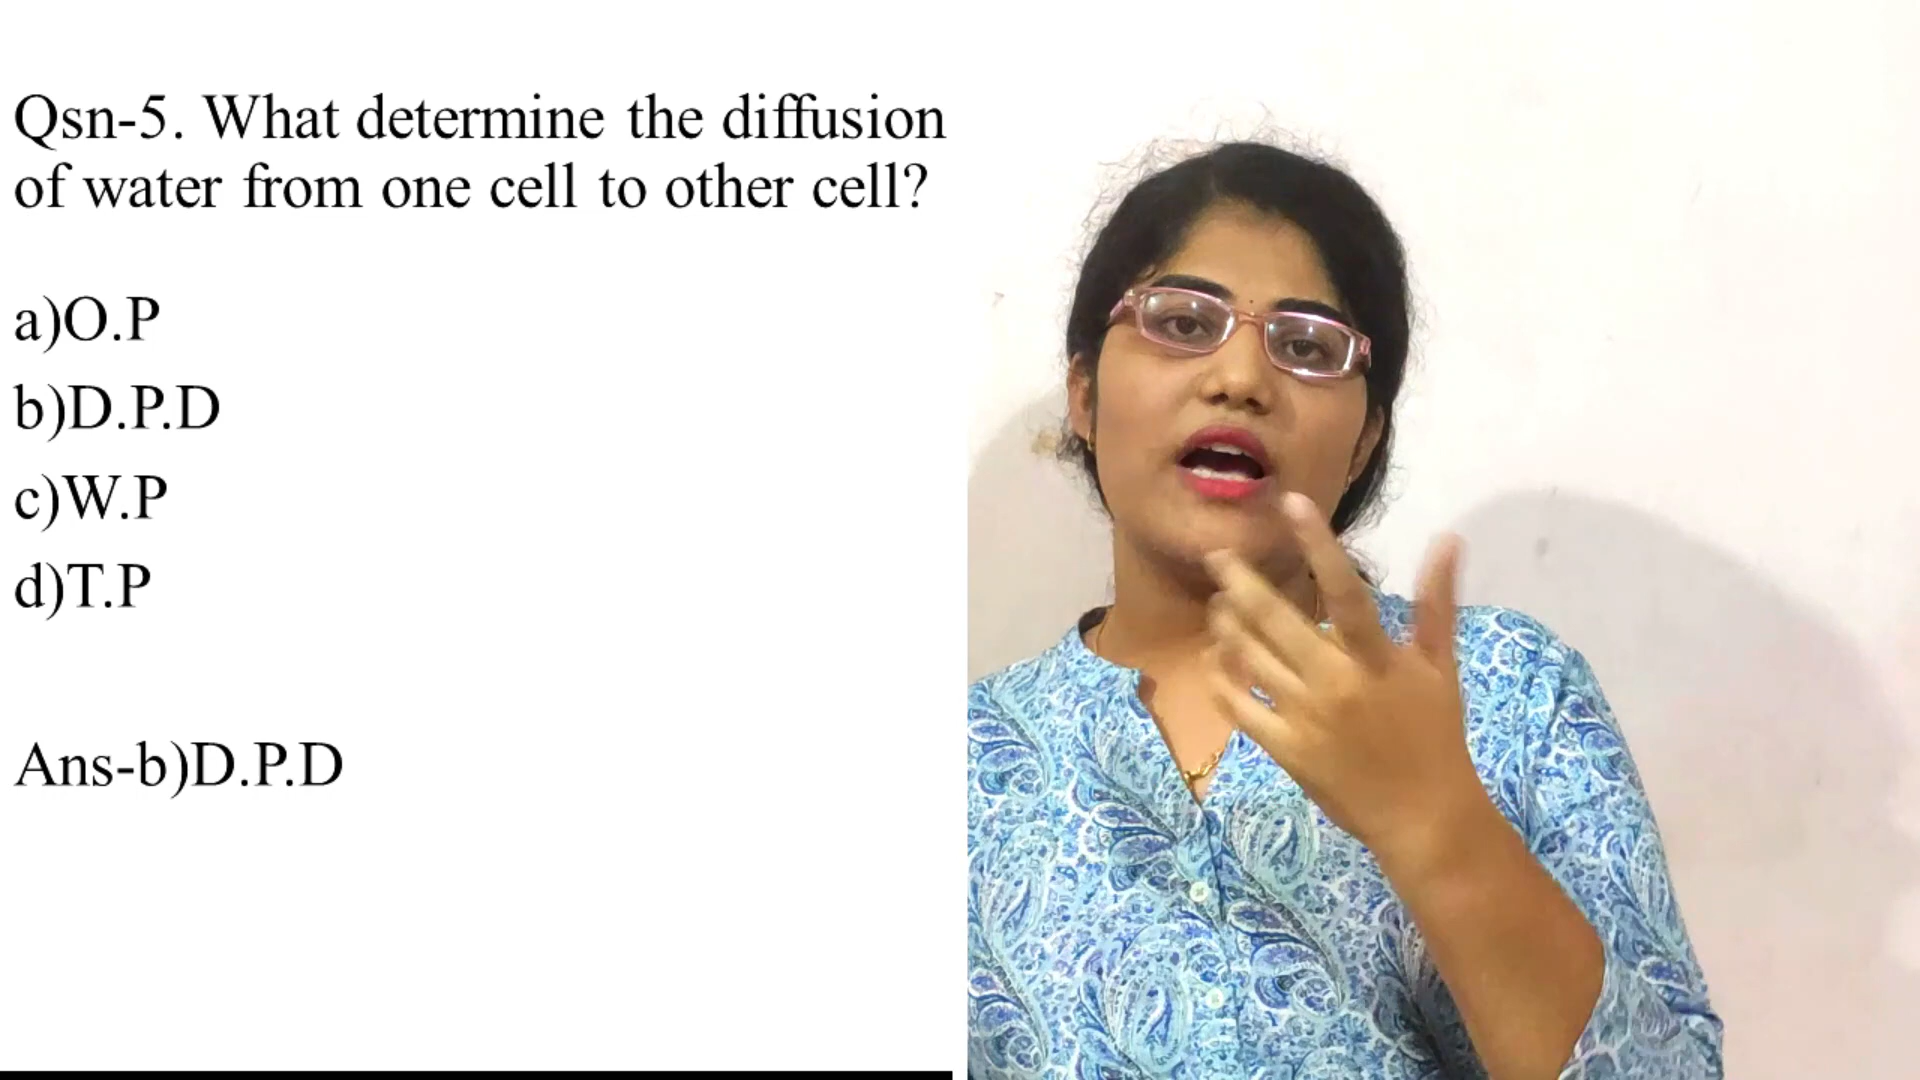 Qsn-5. What determine the diffusion
of water from one cell to other cell?
a)O.P
b)D.P.D
c)W.P
d)T.P
Ans-b)D.P.D